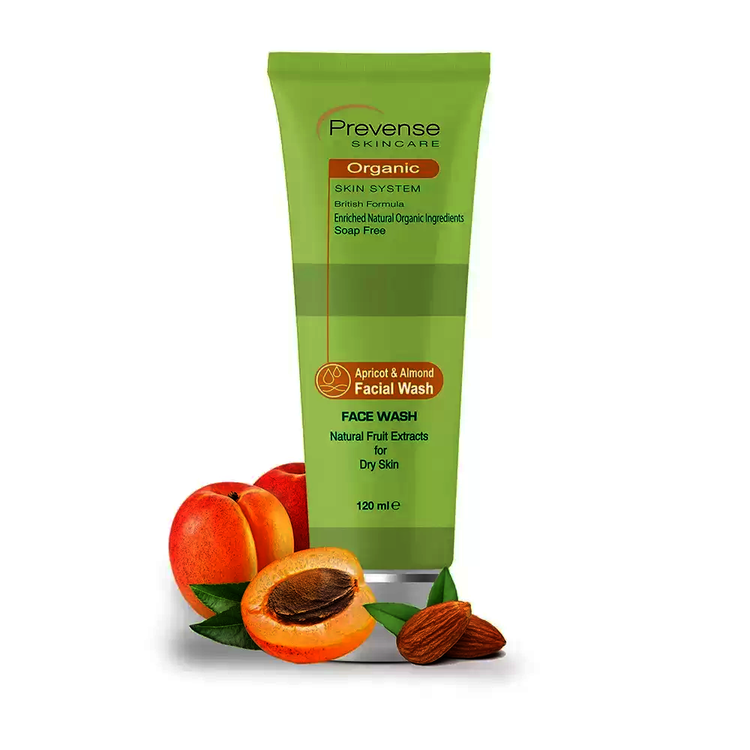 Prevense
SKINCARE
Organic
SKIN SYSTEM
British Formula
Enriched Natural Organic Ingredients
Soap Free
Apricot & Almond
Facial Wash
FACE WASH
Natural Fruit Extracts
for
Dry Skin
120 ml ℮